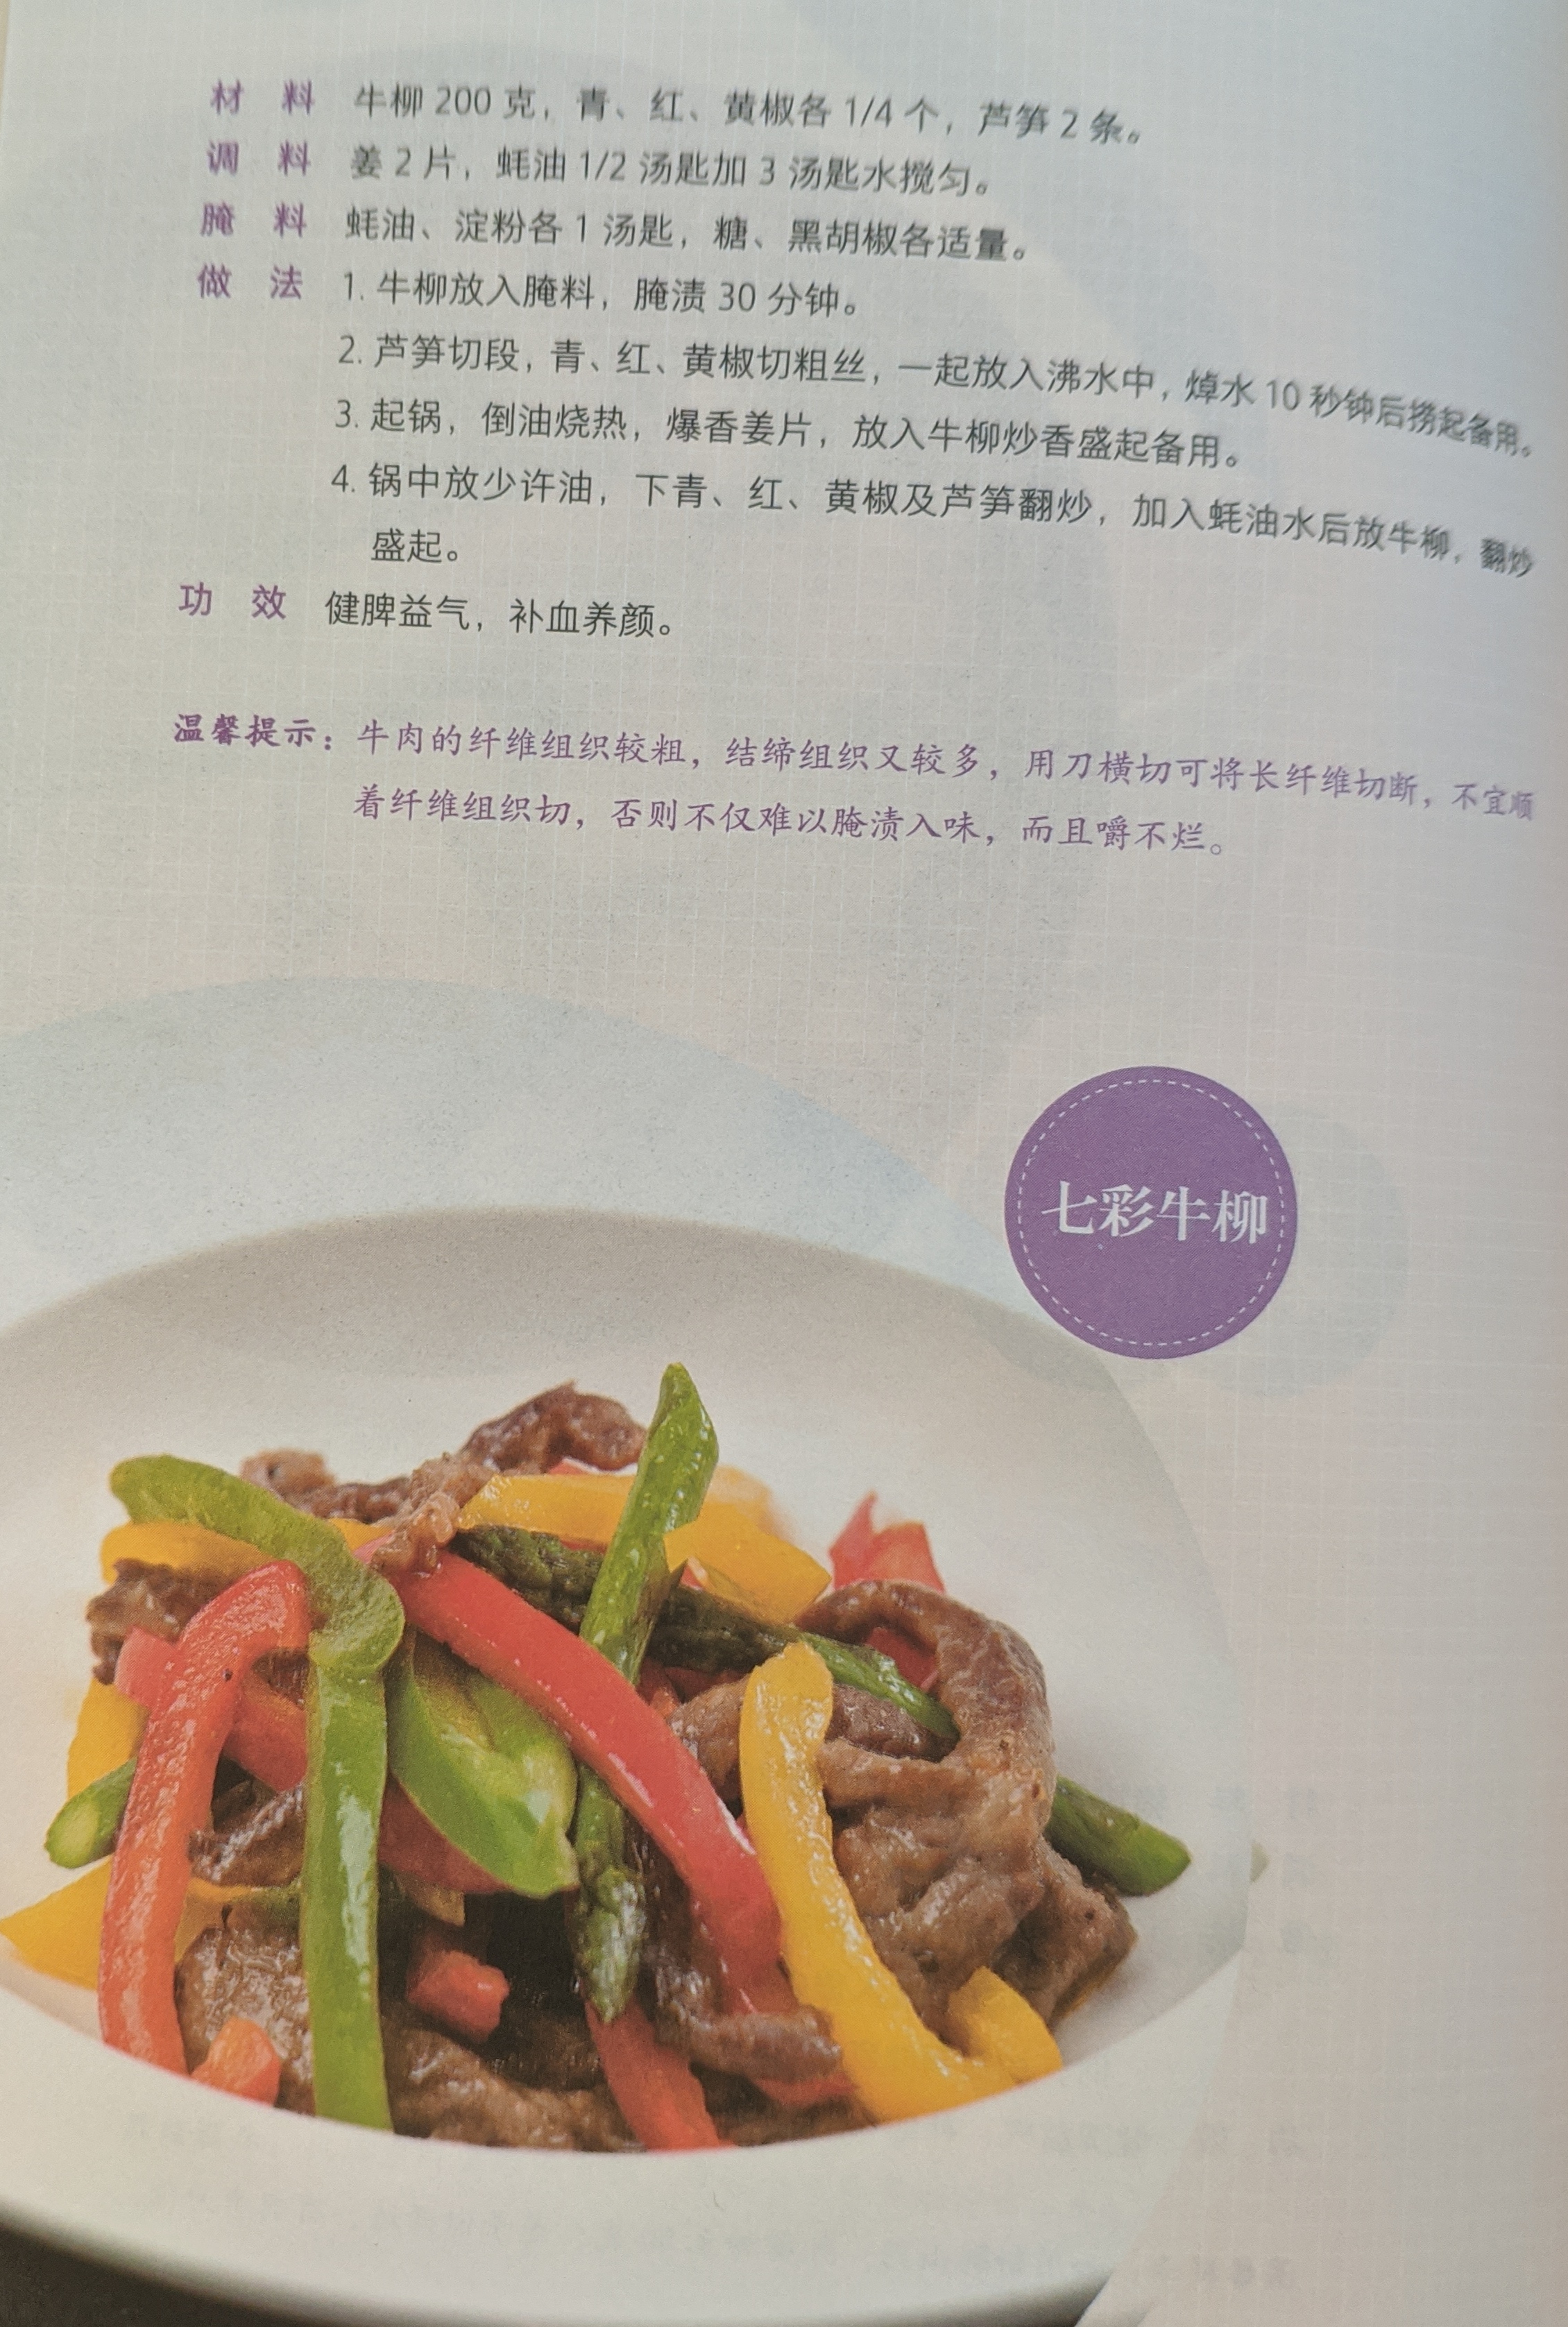 材 料 牛柳 200 克，青、红、黄椒各 1/4 个，芦笋 2 条。
调 料 姜 2 片，蚝油 1/2 汤匙加 3 汤匙水搅匀。
腌 料 蚝油、淀粉各 1 汤匙，糖、黑胡椒各适量。
做 法 1. 牛柳放入腌料，腌渍 30 分钟。
2. 芦笋切段，青、红、黄椒切粗丝，一起放入沸水中，焯水 10 秒钟后捞起备用。
3. 起锅，倒油烧热，爆香姜片，放入牛柳炒香盛起备用。
4. 锅中放少许油，下青、红、黄椒及芦笋翻炒，加入蚝油水后放牛柳，翻炒
盛起。
功 效 健脾益气，补血养颜。
温馨提示：牛肉的纤维组织较粗，结缔组织又较多，用刀横切可将长纤维切断，不宜顺
着纤维组织切，否则不仅难以腌渍入味，而且嚼不烂。
七彩牛柳